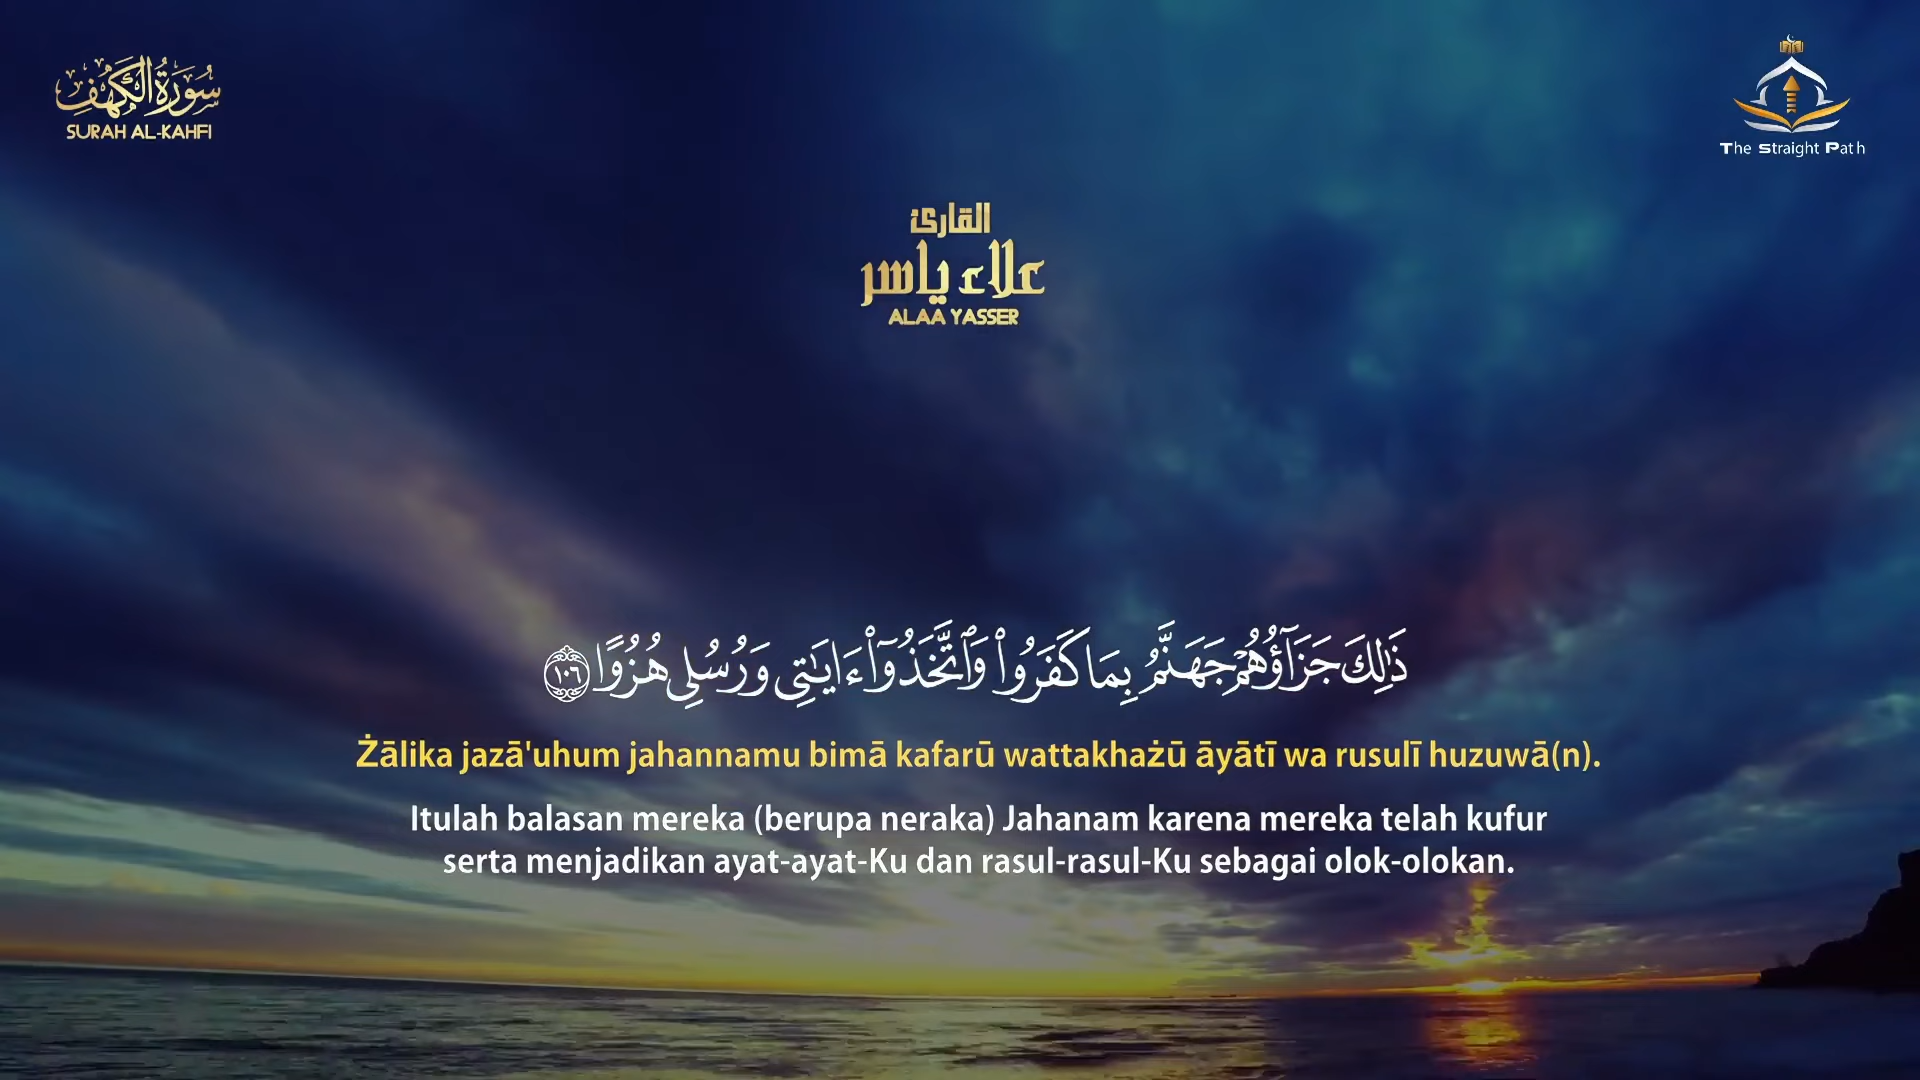 سُورَةُ الْكَهْفِ
SURAH AL-KAHFI
The Straight Path
القارئ
علاء ياسر
ALAA YASSER
ذَٰلِكَ جَزَآؤُهُمْ جَهَنَّمُ بِمَا كَفَرُوا۟ وَٱتَّخَذُوٓا۟ ءَايَٰتِى وَرُسُلِى هُزُوًا ١٠٦
Żālika jazā'uhum jahannamu bimā kafarū wattakhażū āyātī wa rusulī huzuwā(n).
Itulah balasan mereka (berupa neraka) Jahanam karena mereka telah kufur
serta menjadikan ayat-ayat-Ku dan rasul-rasul-Ku sebagai olok-olokan.